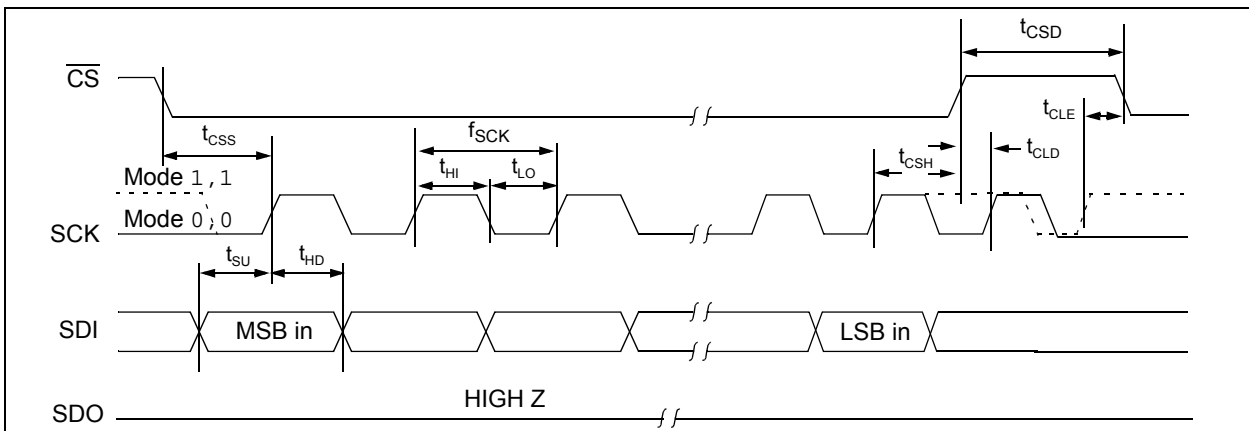 tCSD
CS
tCLE
tCSS
fSCK
tHI
tLO
tCSH
tCLD
Mode 1,1
Mode 0,0
SCK
tSU
tHD
SDI
MSB in
LSB in
HIGH Z
SDO